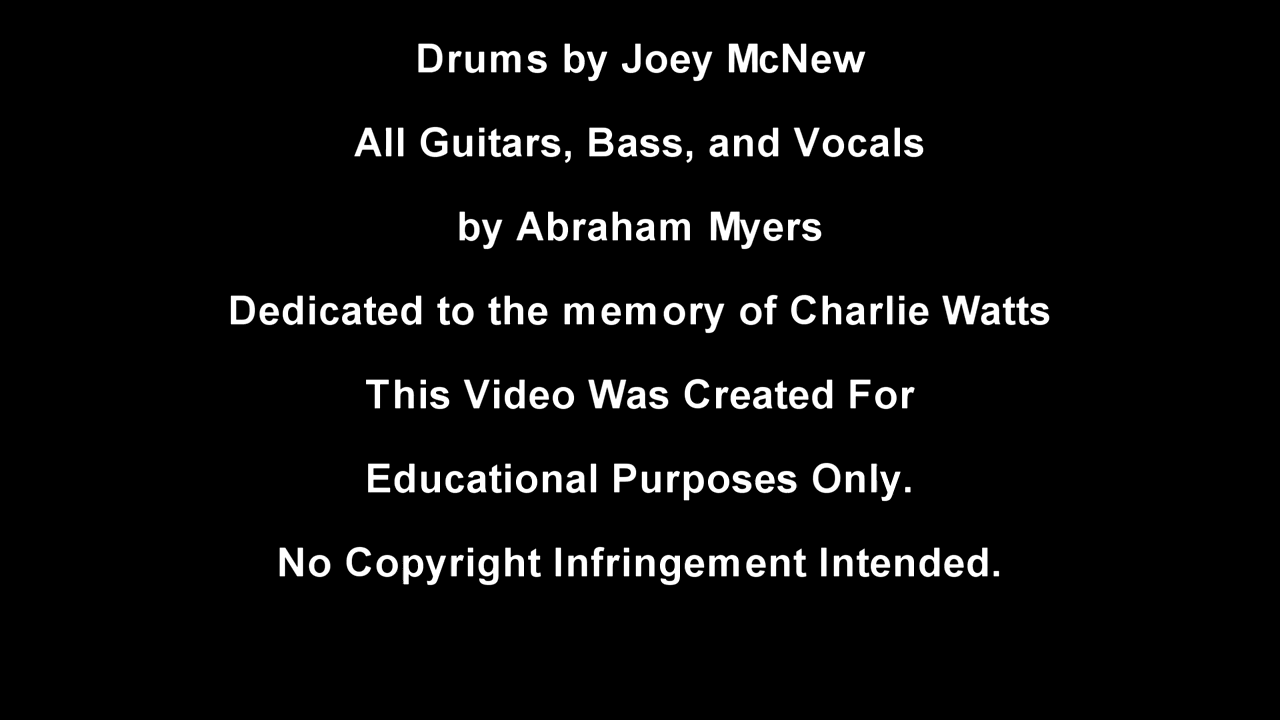 Drums by Joey McNew
All Guitars, Bass, and Vocals
by Abraham Myers
Dedicated to the memory of Charlie Watts
This Video Was Created For
Educational Purposes Only.
No Copyright Infringement Intended.